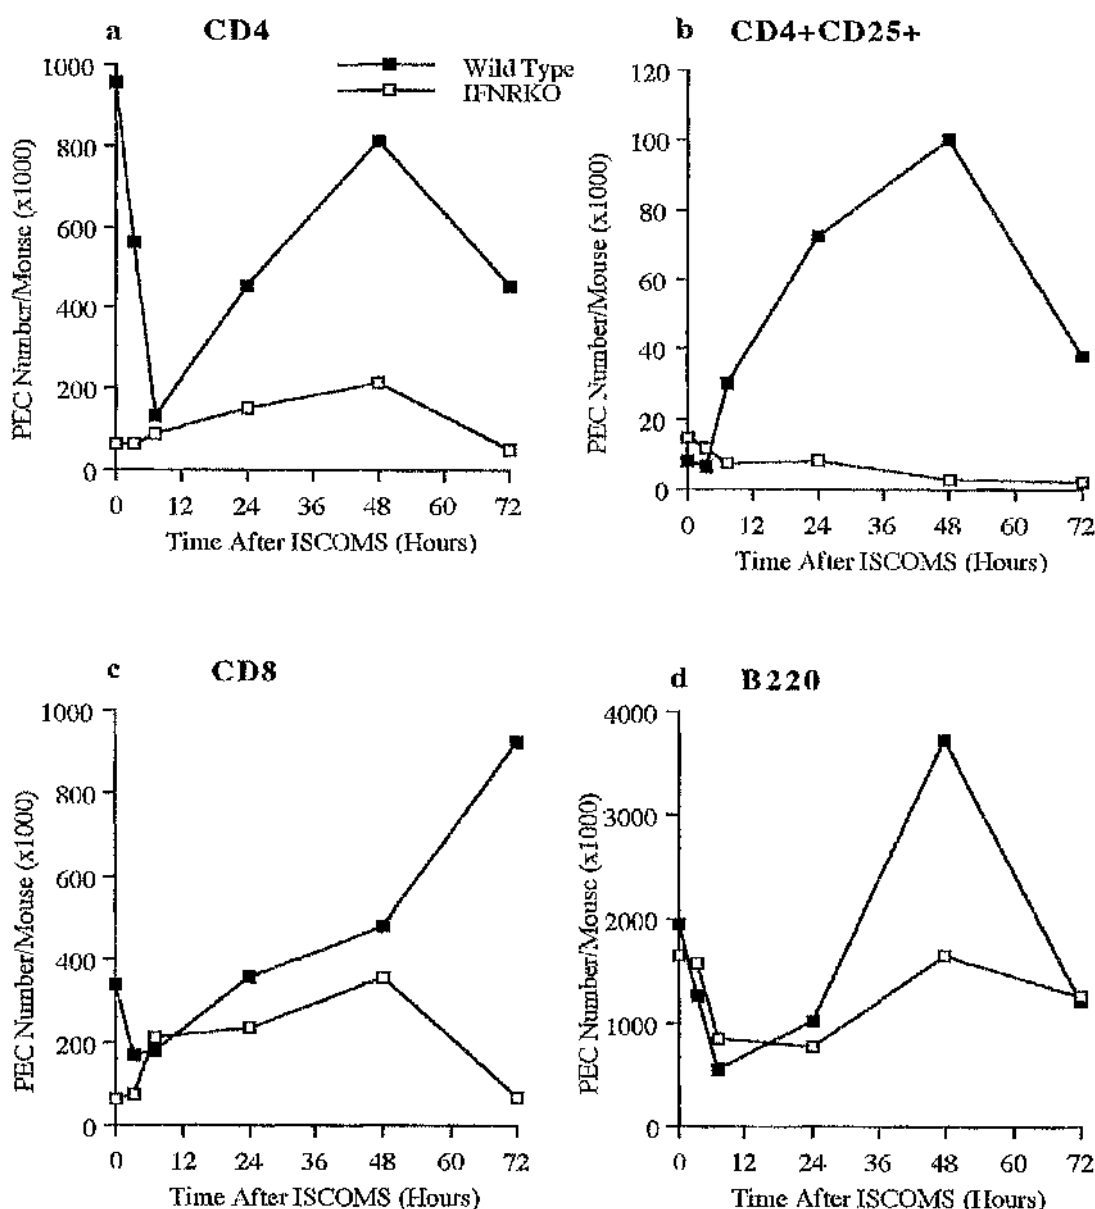 a CD4
1000
800
600
400
200
0
PEC Number/Mouse (x1000)
Wild Type
IFNRKO
0 12 24 36 48 60 72
Time After ISCOMS (Hours)
b CD4+CD25+
120
100
80
60
40
20
0
PEC Number/Mouse (x1000)
0 12 24 36 48 60 72
Time After ISCOMS (Hours)
c CD8
1000
800
600
400
200
0
PEC Number/Mouse (x1000)
0 12 24 36 48 60 72
Time After ISCOMS (Hours)
d B220
4000
3000
2000
1000
0
PEC Number/Mouse (x1000)
0 12 24 36 48 60 72
Time After ISCOMS (Hours)